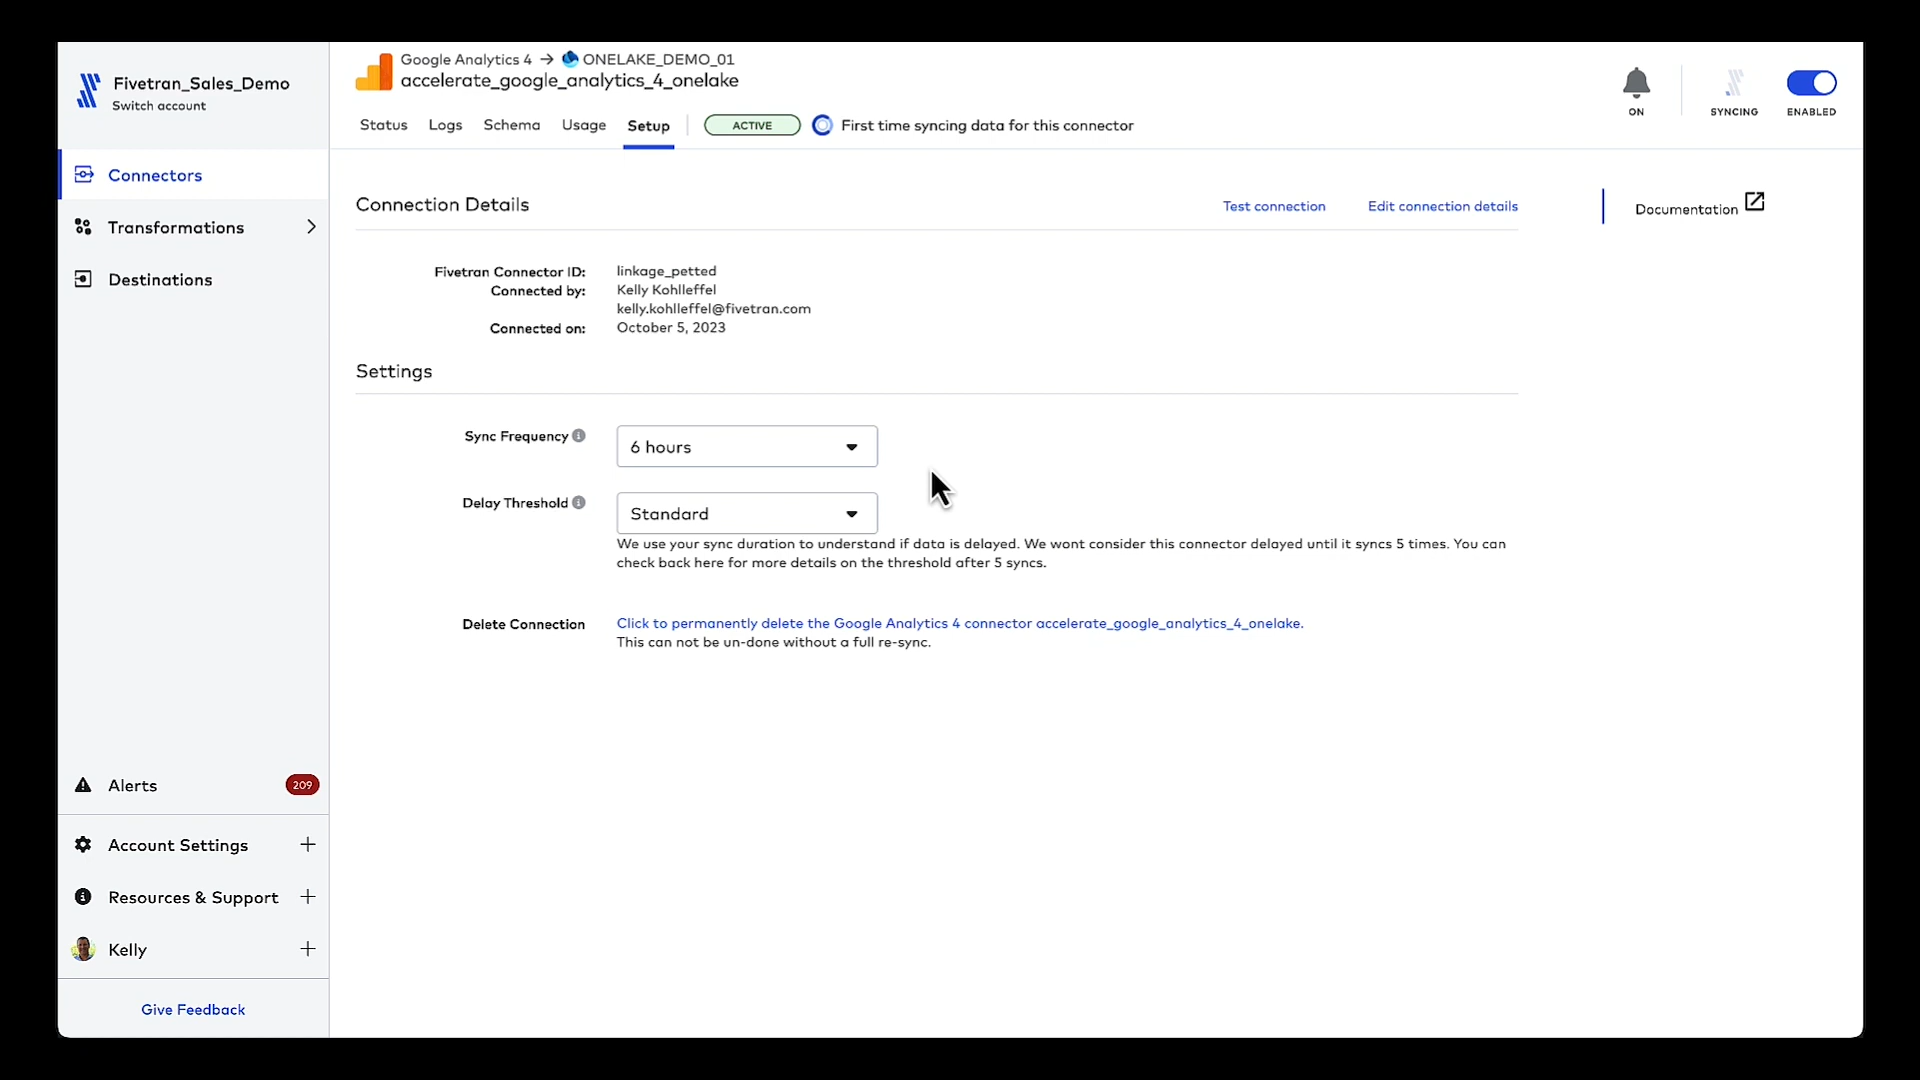 Fivetran_Sales_Demo
Switch account
Connectors
Transformations
Destinations
Alerts
209
Account Settings
Resources & Support
Kelly
Give Feedback
Google Analytics 4 → ONELAKE_DEMO_01
accelerate_google_analytics_4_onelake
ON
SYNCING
ENABLED
Status Logs Schema Usage Setup ACTIVE First time syncing data for this connector
Connection Details Test connection Edit connection details
Documentation
Fivetran Connector ID: linkage_petted
Connected by: Kelly Kohlleffel
kelly.kohlleffel@fivetran.com
Connected on: October 5, 2023
Settings
Sync Frequency 6 hours
Delay Threshold Standard
We use your sync duration to understand if data is delayed. We wont consider this connector delayed until it syncs 5 times. You can
check back here for more details on the threshold after 5 syncs.
Delete Connection Click to permanently delete the Google Analytics 4 connector accelerate_google_analytics_4_onelake.
This can not be un-done without a full re-sync.